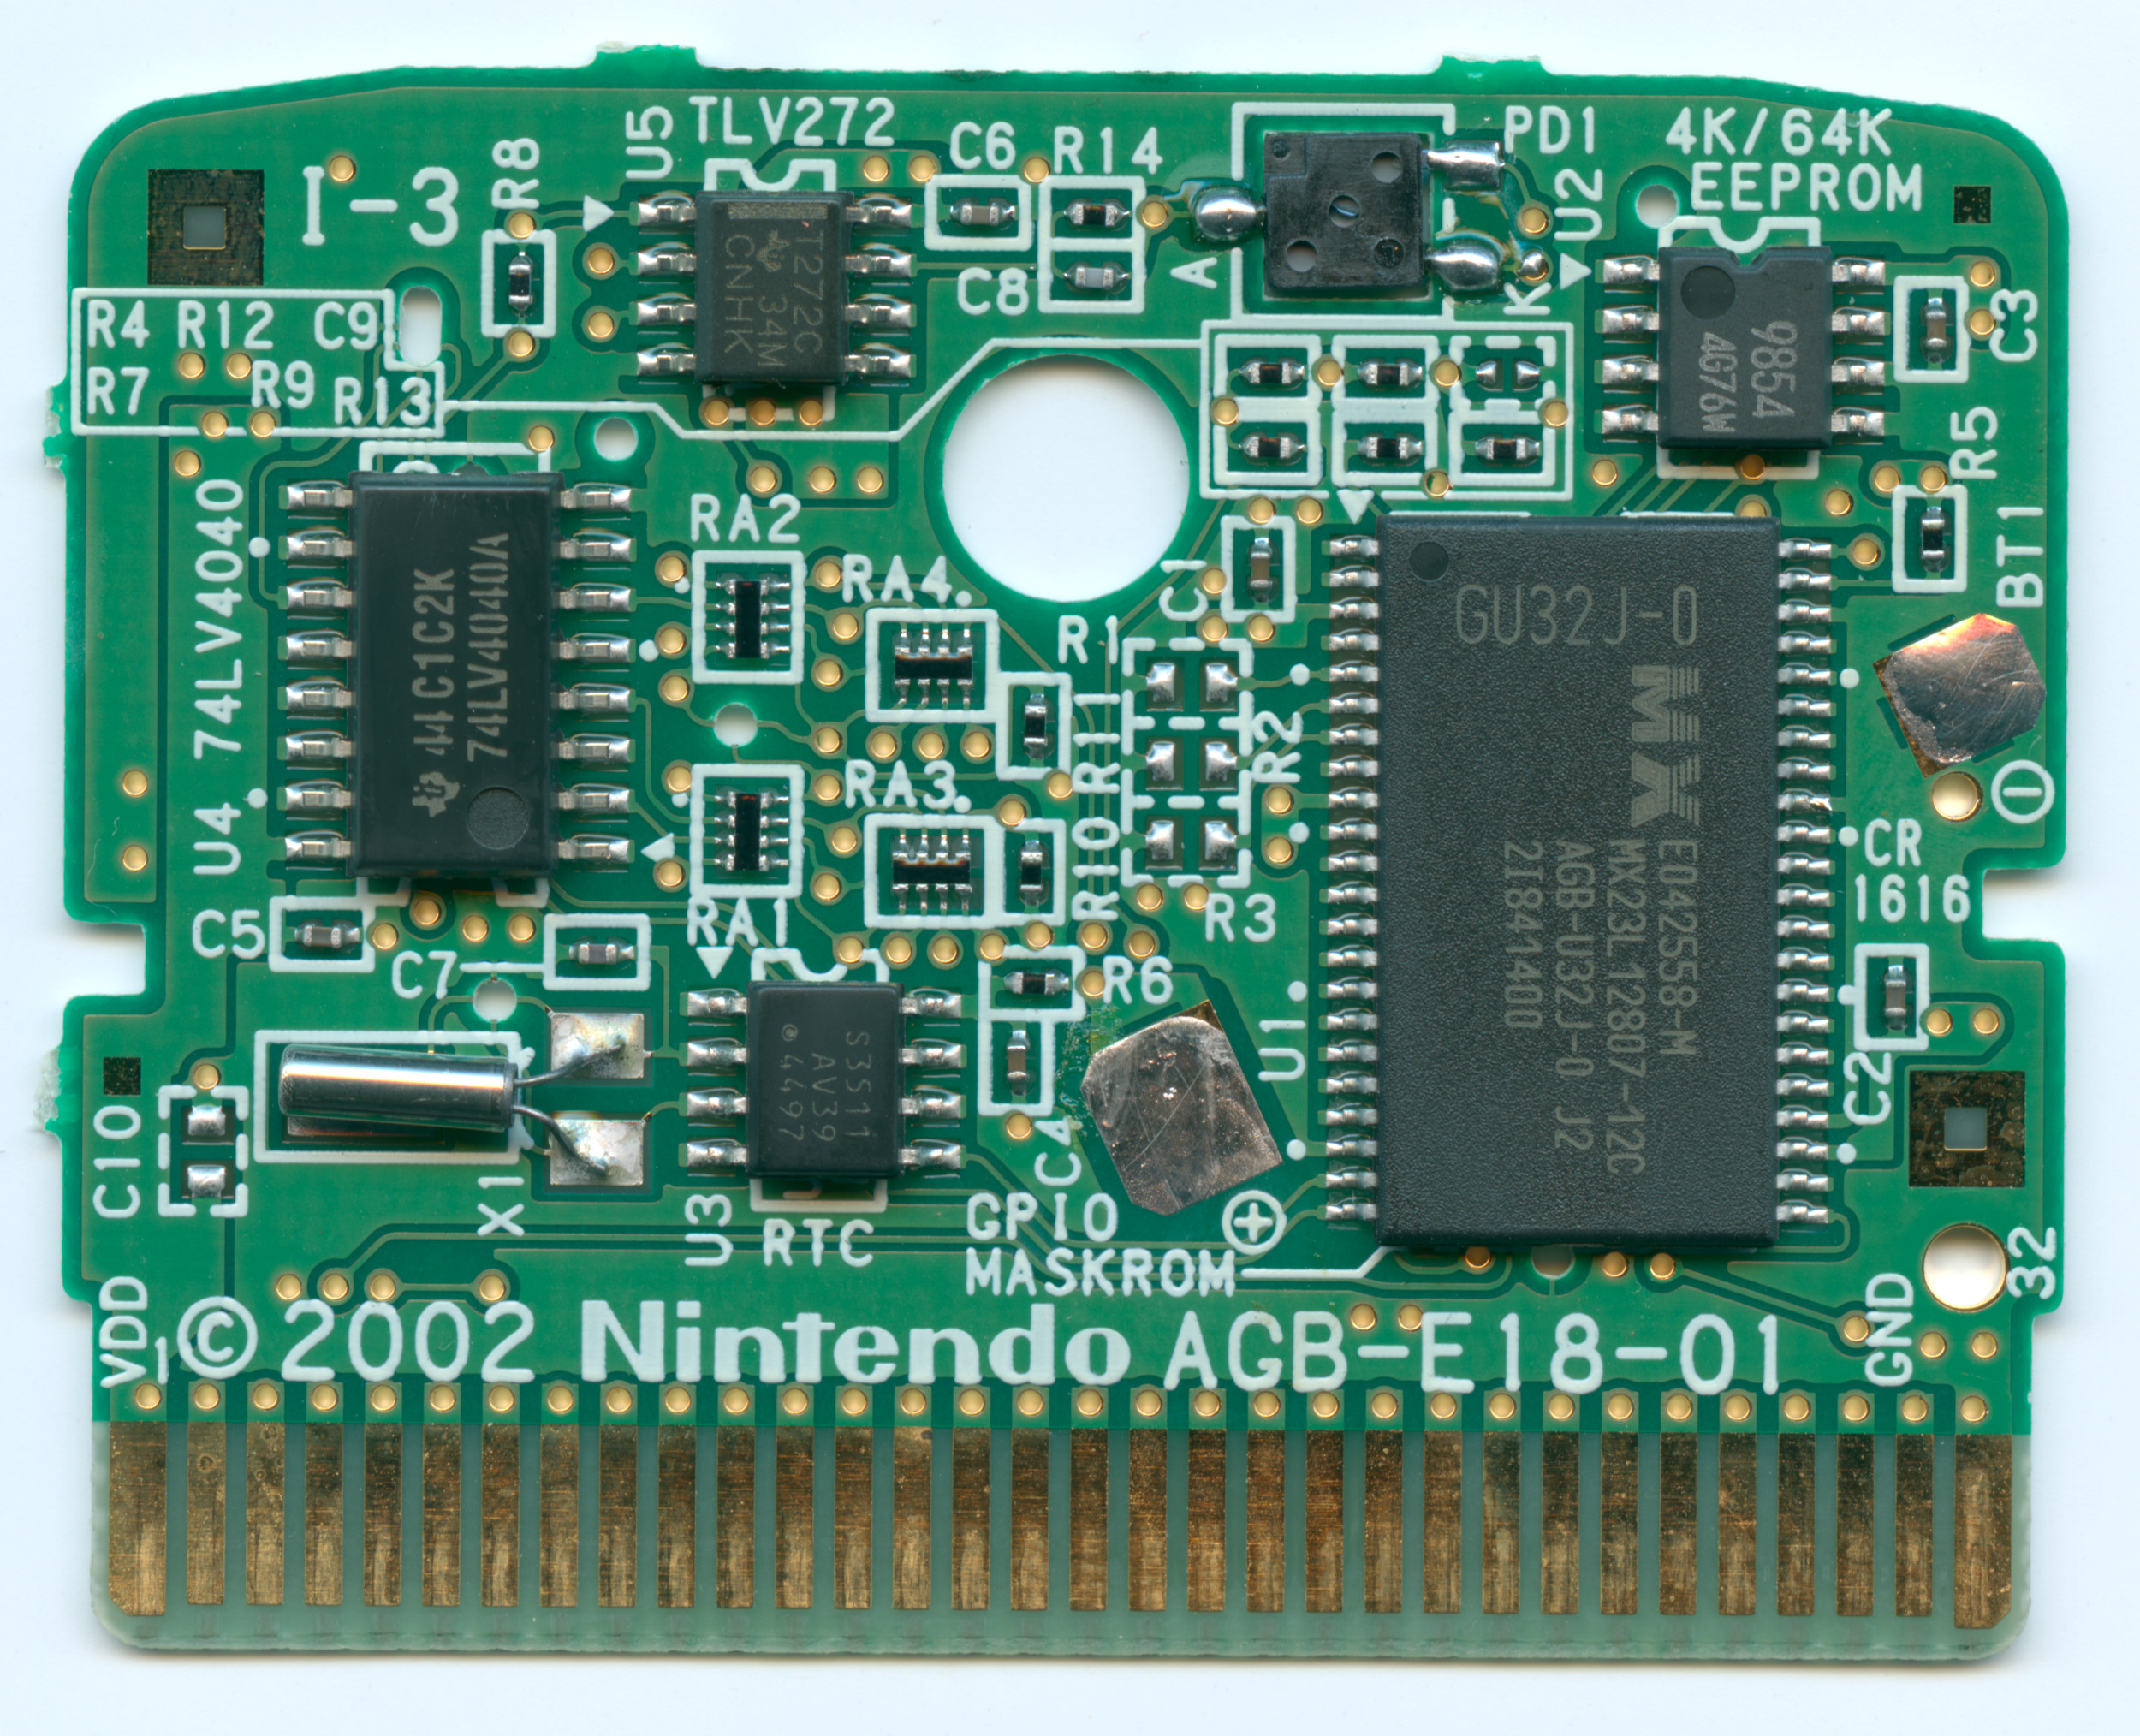 I-3
R8
U5
TLV272
T272C
34M
CNHK
C6
R14
C8
A
PD1
K
U2
4K/64K
EEPROM
9854
4G76W
C3
R4 R12 C9
R7 R9 R13
R5
BT1
U4 74LV4040
44C1C2K
74LV4040A
RA2
RA4
RA3
RA1
C1
R1
R11
R2
R10
R3
GU32J-0
MX
E042558-M
MX23L12807-12C
AGB-U32J-0 J2
2I841400
CR
1616
C2
C5
C7
C10
X1
S3511
AV39
4497
U3
RTC
R6
C4
U1
GPIO
MASKROM
VDD
1
© 2002 Nintendo AGB-E18-01
GND
32